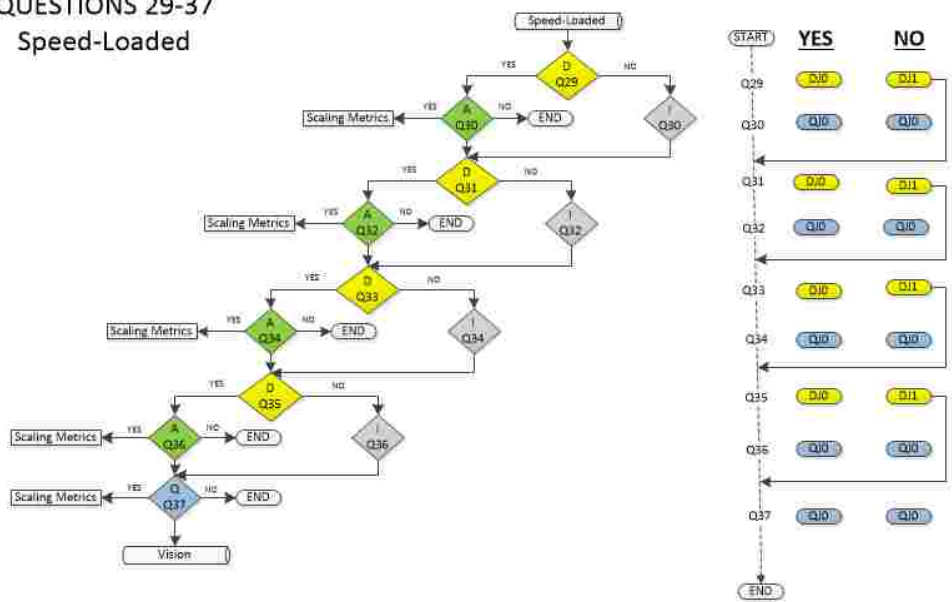 QUESTIONS 29-37
Speed-Loaded
Speed-Loaded
YES D Q29 NO
Scaling Metrics YES A Q30 NO END I Q30
YES D Q31 NO
Scaling Metrics YES A Q32 NO END I Q32
YES D Q33 NO
Scaling Metrics YES A Q34 NO END I Q34
YES D Q35 NO
Scaling Metrics YES A Q36 NO END I Q36
Scaling Metrics YES Q Q37 NO END
Vision
START YES NO
Q29 DJ0 DJ1
Q30 QJ0 QJ0
Q31 DJ0 DJ1
Q32 QJ0 QJ0
Q33 DJ0 DJ1
Q34 QJ0 QJ0
Q35 DJ0 DJ1
Q36 QJ0 QJ0
Q37 QJ0 QJ0
END